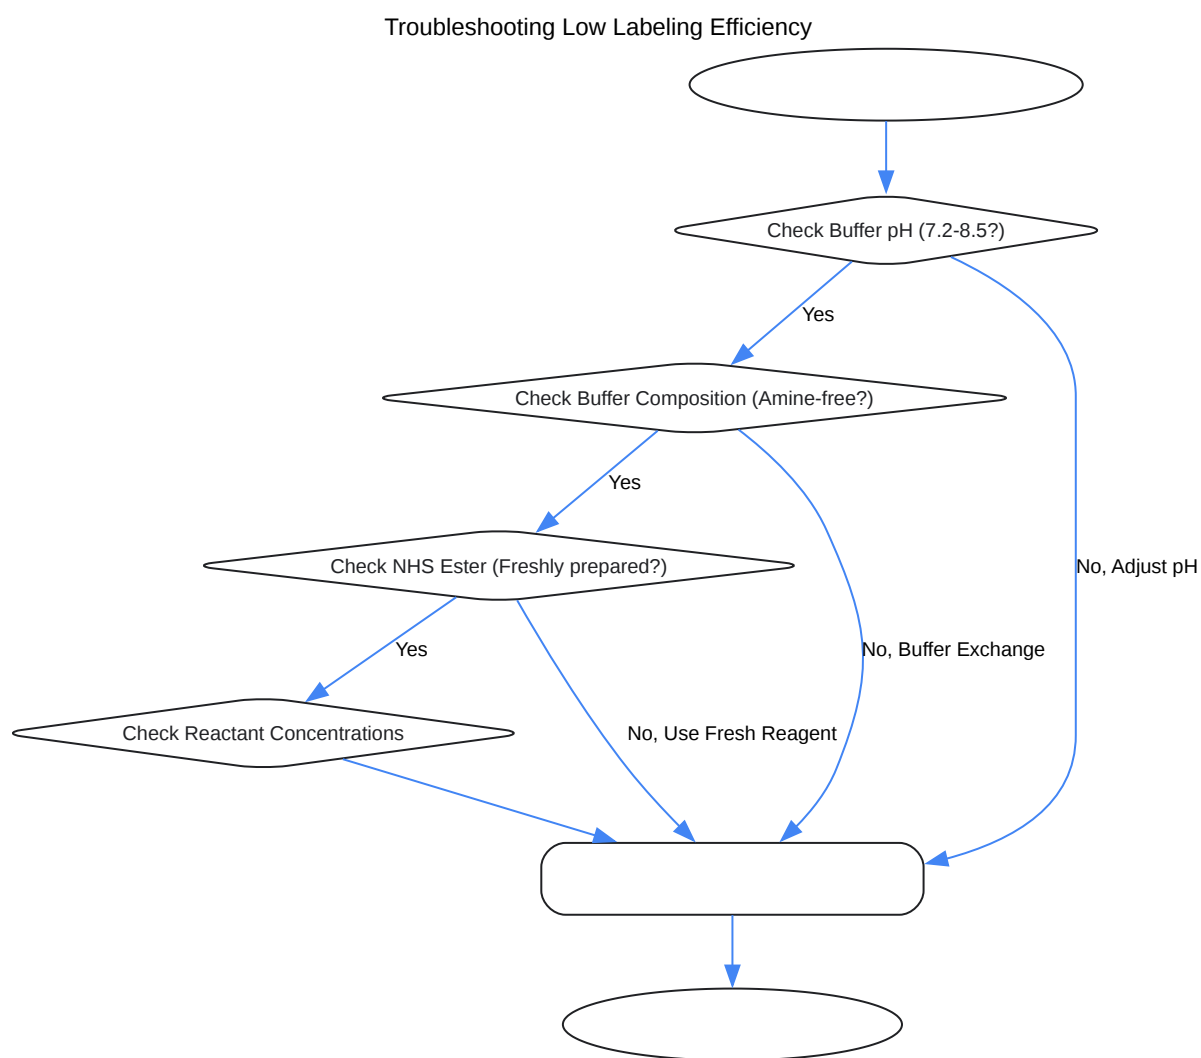 Troubleshooting Low Labeling Efficiency
Check Buffer pH (7.2-8.5?)
Yes
Check Buffer Composition (Amine-free?)
Yes
Check NHS Ester (Freshly prepared?)
No, Adjust pH
Yes
No, Buffer Exchange
Check Reactant Concentrations
No, Use Fresh Reagent